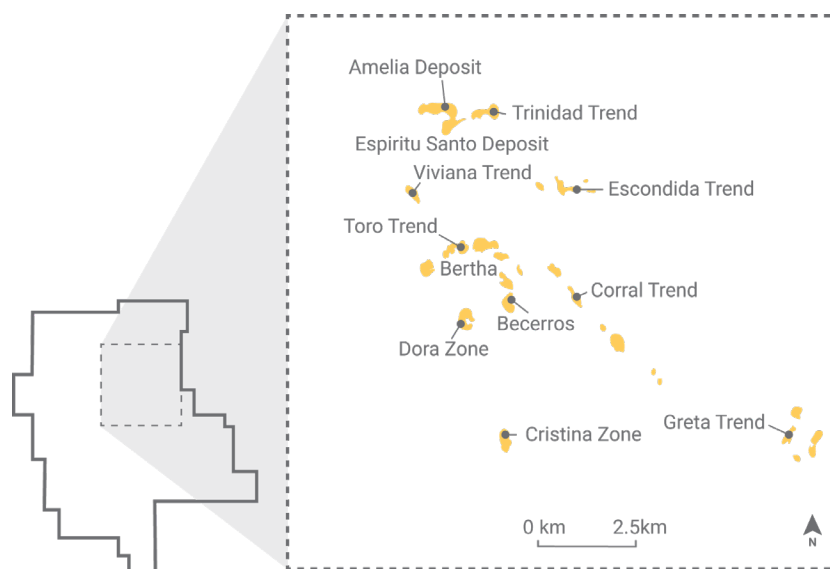 Amelia Deposit
Trinidad Trend
Espiritu Santo Deposit
Viviana Trend
Escondida Trend
Toro Trend
Bertha
Corral Trend
Becerros
Dora Zone
Greta Trend
Cristina Zone
0 km 2.5km
N